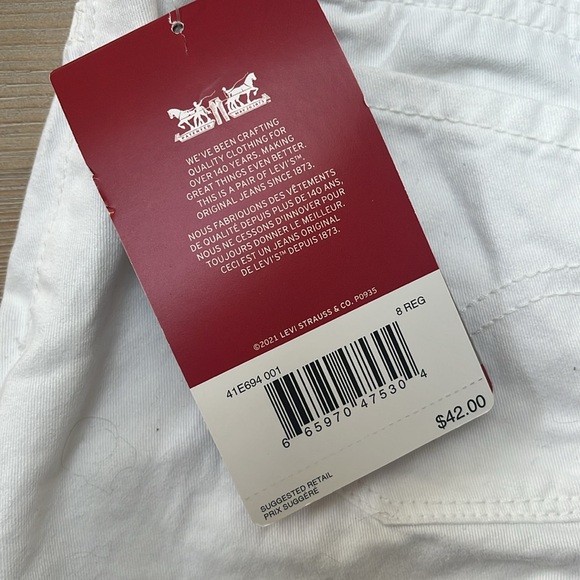 WE'VE BEEN CRAFTING
QUALITY CLOTHING FOR
OVER 140 YEARS. MAKING
GREAT THINGS EVEN BETTER.
THIS IS A PAIR OF LEVI'S™.
ORIGINAL JEANS SINCE 1873.
NOUS FABRIQUONS DES VÊTEMENTS
DE QUALITÉ DEPUIS PLUS DE 140 ANS.
NOUS NE CESSONS D'INNOVER POUR
TOUJOURS DONNER LE MEILLEUR.
CECI EST UN JEANS ORIGINAL
DE LEVI'S™ DEPUIS 1873.
©2021 LEVI STRAUSS & CO. P0935
41E694 001
8 REG
6 65970 47530 4
$42.00
SUGGESTED RETAIL
PRIX SUGGÉRÉ